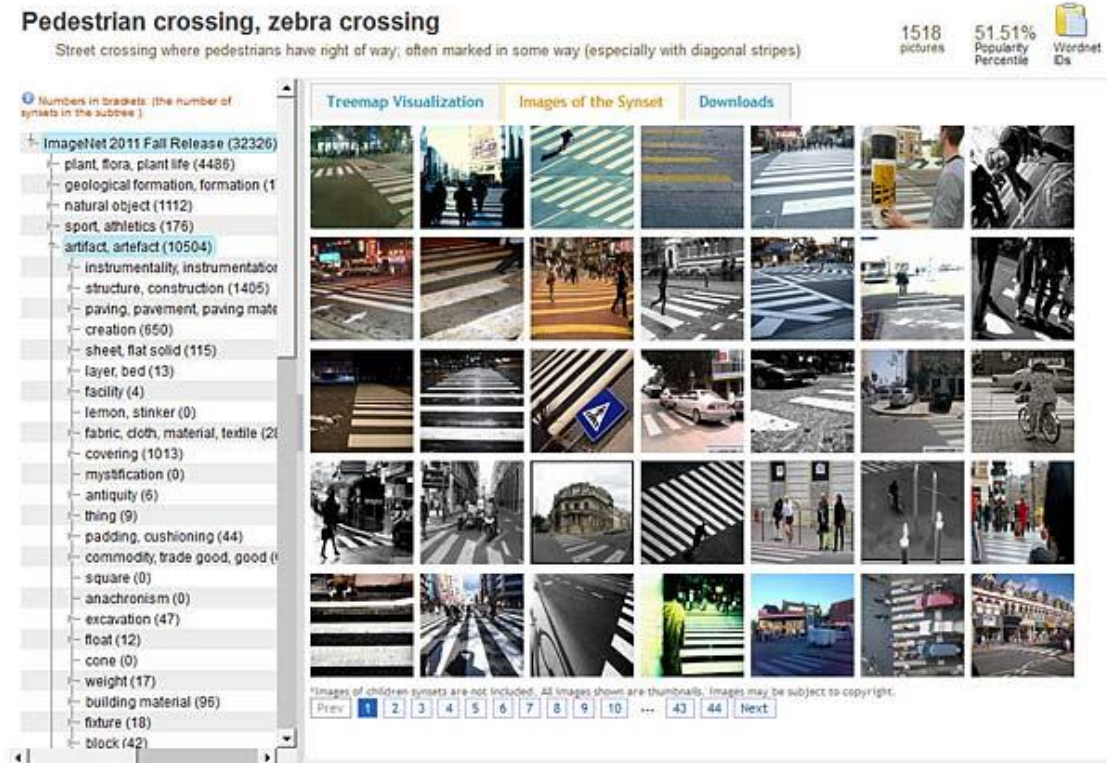 Pedestrian crossing, zebra crossing
Street crossing where pedestrians have right of way; often marked in some way (especially with diagonal stripes)
1518
pictures
51.51%
Popularity
Percentile
Wordnet
IDs
Numbers in brackets: (the number of
synsets in the subtree ).
ImageNet 2011 Fall Release (32326)
plant, flora, plant life (4486)
geological formation, formation (1
natural object (1112)
sport, athletics (176)
artifact, artefact (10504)
instrumentality, instrumentation
structure, construction (1405)
paving, pavement, paving mate
creation (650)
sheet, flat solid (115)
layer, bed (13)
facility (4)
lemon, stinker (0)
fabric, cloth, material, textile (2
covering (1013)
mystification (0)
antiquity (6)
thing (9)
padding, cushioning (44)
commodity, trade good, good (
square (0)
anachronism (0)
excavation (47)
float (12)
cone (0)
weight (17)
building material (96)
fixture (18)
block (42)
Treemap Visualization
Images of the Synset
Downloads
*Images of children synsets are not included. All images shown are thumbnails. Images may be subject to copyright.
Prev 1 2 3 4 5 6 7 8 9 10 ... 43 44 Next